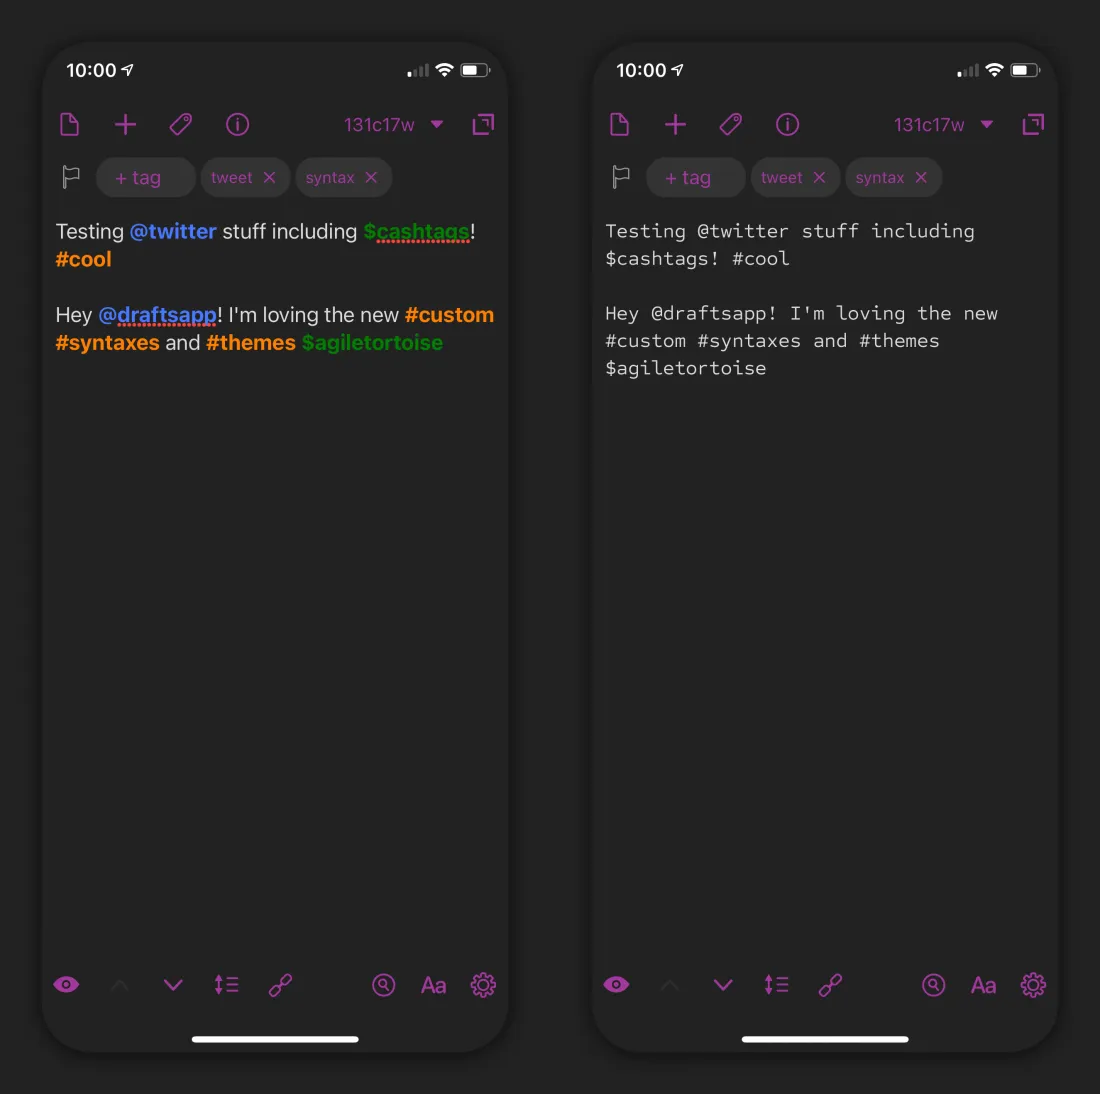 10:00
131c17w
+ tag
tweet
syntax
Testing @twitter stuff including $cashtags!
#cool
Hey @draftsapp! I'm loving the new #custom
#syntaxes and #themes $agiletortoise
Aa
10:00
131c17w
+ tag
tweet
syntax
Testing @twitter stuff including
$cashtags! #cool
Hey @draftsapp! I'm loving the new
#custom #syntaxes and #themes
$agiletortoise
Aa